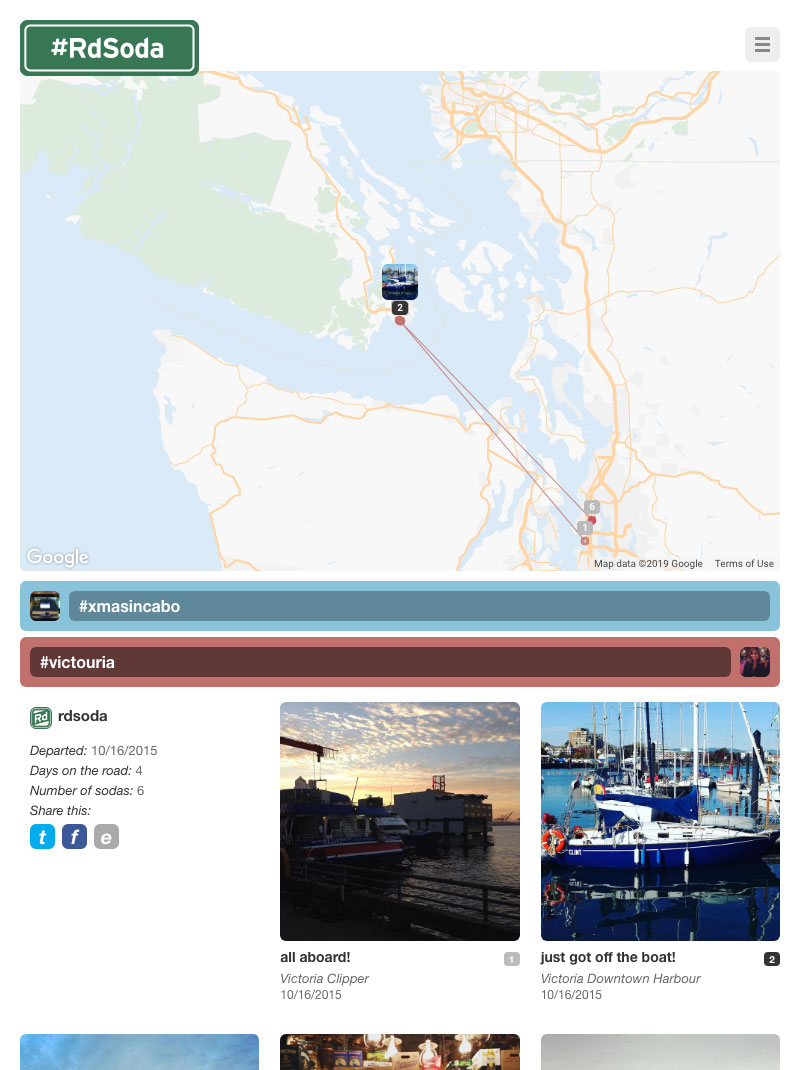 #RdSoda
2
6
1
Google
Map data ©2019 Google Terms of Use
#xmasincabo
#victouria
Rd rdsoda
Departed: 10/16/2015
Days on the road: 4
Number of sodas: 6
Share this:
t f e
CLINT
all aboard! 1
Victoria Clipper
10/16/2015
just got off the boat! 2
Victoria Downtown Harbour
10/16/2015